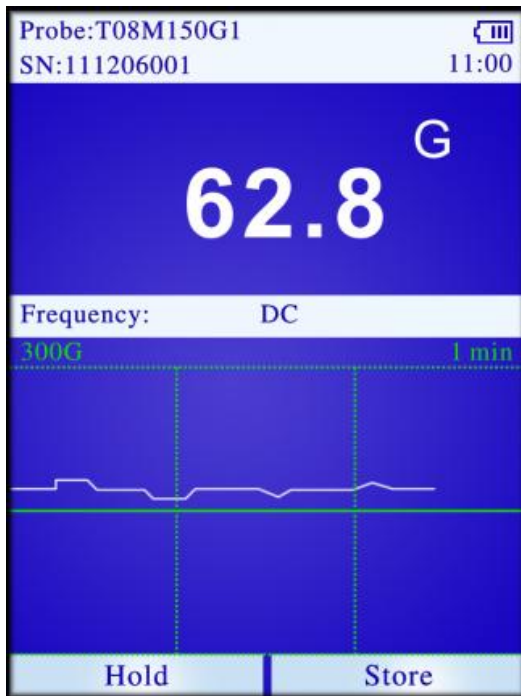 Probe:T08M150G1
SN:111206001 11:00
G
62.8
Frequency: DC
300G 1 min
Hold Store